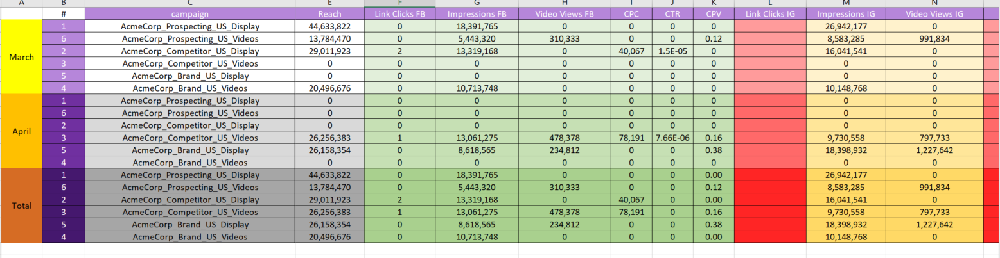 A B C E F G H I J K L M N
# campaign Reach Link Clicks FB Impressions FB Video Views FB CPC CTR CPV Link Clicks IG Impressions IG Video Views IG
1 AcmeCorp_Prospecting_US_Display 44,633,822 0 18,391,765 0 0 0 0 26,942,177 0
6 AcmeCorp_Prospecting_US_Videos 13,784,470 0 5,443,320 310,333 0 0 0.12 8,583,285 991,834
2 AcmeCorp_Competitor_US_Display 29,011,923 2 13,319,168 0 40,067 1.5E-05 0 16,041,541 0
March
3 AcmeCorp_Competitor_US_Videos 0 0 0 0 0 0 0 0 0
5 AcmeCorp_Brand_US_Display 0 0 0 0 0 0 0 0 0
4 AcmeCorp_Brand_US_Videos 20,496,676 0 10,713,748 0 0 0 0 10,148,768 0
1 AcmeCorp_Prospecting_US_Display 0 0 0 0 0 0 0 0 0
6 AcmeCorp_Prospecting_US_Videos 0 0 0 0 0 0 0 0 0
2 AcmeCorp_Competitor_US_Display 0 0 0 0 0 0 0 0 0
April
3 AcmeCorp_Competitor_US_Videos 26,256,383 1 13,061,275 478,378 78,191 7.66E-06 0.16 9,730,558 797,733
5 AcmeCorp_Brand_US_Display 26,158,354 0 8,618,565 234,812 0 0 0.38 18,398,932 1,227,642
4 AcmeCorp_Brand_US_Videos 0 0 0 0 0 0 0 0 0
1 AcmeCorp_Prospecting_US_Display 44,633,822 0 18,391,765 0 0 0 0.00 26,942,177 0
6 AcmeCorp_Prospecting_US_Videos 13,784,470 0 5,443,320 310,333 0 0 0.12 8,583,285 991,834
2 AcmeCorp_Competitor_US_Display 29,011,923 2 13,319,168 0 40,067 0 0.00 16,041,541 0
Total
3 AcmeCorp_Competitor_US_Videos 26,256,383 1 13,061,275 478,378 78,191 0 0.16 9,730,558 797,733
5 AcmeCorp_Brand_US_Display 26,158,354 0 8,618,565 234,812 0 0 0.38 18,398,932 1,227,642
4 AcmeCorp_Brand_US_Videos 20,496,676 0 10,713,748 0 0 0 0.00 10,148,768 0